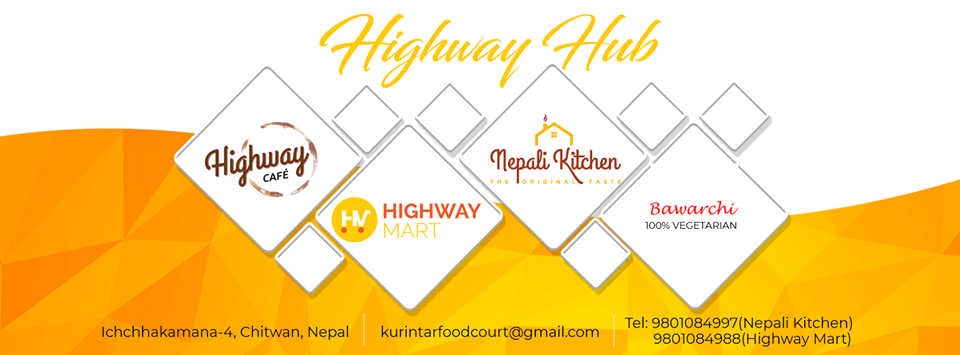 Highway Hub
Highway
CAFÉ
HIGHWAY
MART
Nepali Kitchen
THE ORIGINAL TASTE
Bawarchi
100% VEGETARIAN
Ichchhakamana-4, Chitwan, Nepal
kurintarfoodcourt@gmail.com
Tel: 9801084997(Nepali Kitchen)
9801084988(Highway Mart)